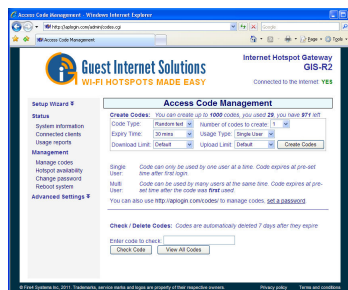 Access Code Management - Windows Internet Explorer
http://aplogin.com/admin/codes.cgi
Google
Access Code Management
Page
Tools
Guest Internet Solutions
WI-FI HOTSPOTS MADE EASY
Internet Hotspot Gateway
GIS-R2
Connected to the internet: YES
Setup Wizard
Status
System information
Connected clients
Usage reports
Management
Manage codes
Hotspot availability
Change password
Reboot system
Advanced Settings
Access Code Management
Create Codes: You can create up to 1000 codes, you used 29, you have 971 left
Code Type: Random text Number of codes to create: 1
Expiry Time: 30 mins Usage Type: Single User
Download Limit: Default Upload Limit: Default Create Codes
Single User: Code can only be used by one user at a time. Code expires at pre-set time after first login.
Multi User: Code can be used by many users at the same time. Code expires at pre-set time after the code was first used.
You can also use http://aplogin.com/codes/ to manage codes, set a password.
Check / Delete Codes: Codes are automatically deleted 7 days after they expire
Enter code to check:
Check Code View All Codes
© Fire4 Systems Inc, 2011. Trademarks, service marks and logos are property of their respective owners. Privacy policy Terms and conditions